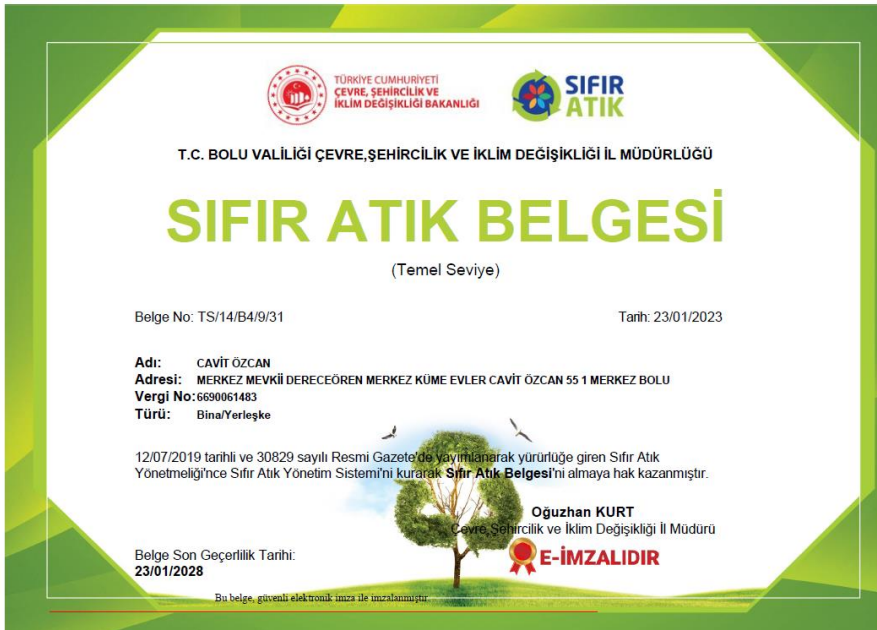 TÜRKİYE CUMHURİYETİ
ÇEVRE, ŞEHİRCİLİK VE
İKLİM DEĞİŞİKLİĞİ BAKANLIĞI
SIFIR
ATIK
T.C. BOLU VALİLİĞİ ÇEVRE,ŞEHİRCİLİK VE İKLİM DEĞİŞİKLİĞİ İL MÜDÜRLÜĞÜ
SIFIR ATIK BELGESİ
(Temel Seviye)
Belge No: TS/14/B4/9/31
Tarih: 23/01/2023
Adı: CAVİT ÖZCAN
Adresi: MERKEZ MEVKİİ DERECEÖREN MERKEZ KÜME EVLER CAVİT ÖZCAN 55 1 MERKEZ BOLU
Vergi No:6690061483
Türü: Bina/Yerleşke
12/07/2019 tarihli ve 30829 sayılı Resmi Gazete'de yayımlanarak yürürlüğe giren Sıfır Atık
Yönetmeliği'nce Sıfır Atık Yönetim Sistemi'ni kurarak Sıfır Atık Belgesi'ni almaya hak kazanmıştır.
Oğuzhan KURT
Çevre,Şehircilik ve İklim Değişikliği İl Müdürü
E-İMZALIDIR
Belge Son Geçerlilik Tarihi:
23/01/2028
Bu belge, güvenli elektronik imza ile imzalanmıştır.